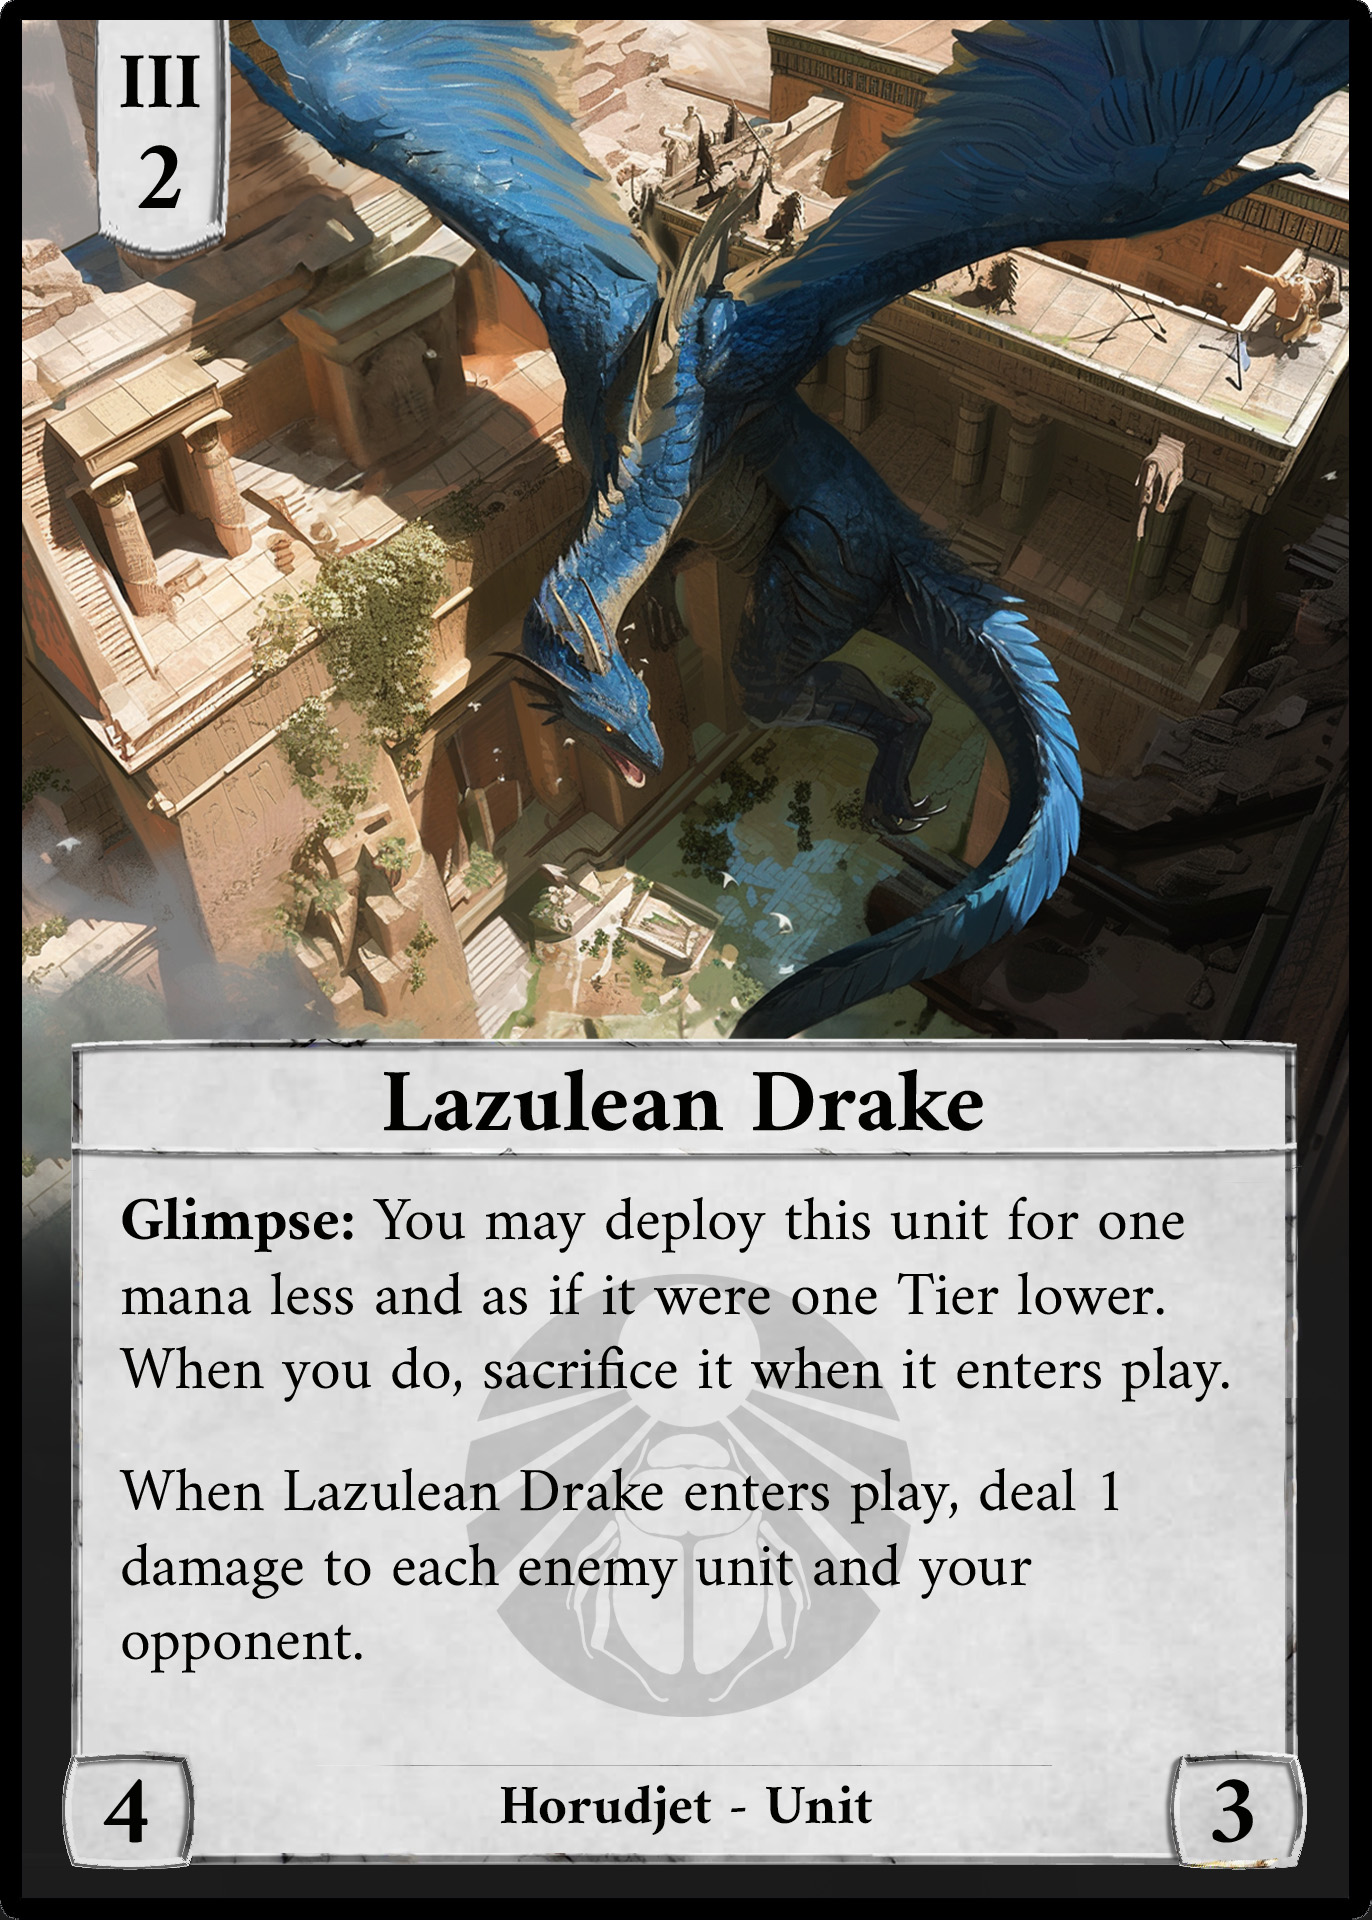 III
2
Lazulean Drake
Glimpse: You may deploy this unit for one
mana less and as if it were one Tier lower.
When you do, sacrifice it when it enters play.
When Lazulean Drake enters play, deal 1
damage to each enemy unit and your
opponent.
4
Horudjet - Unit
3